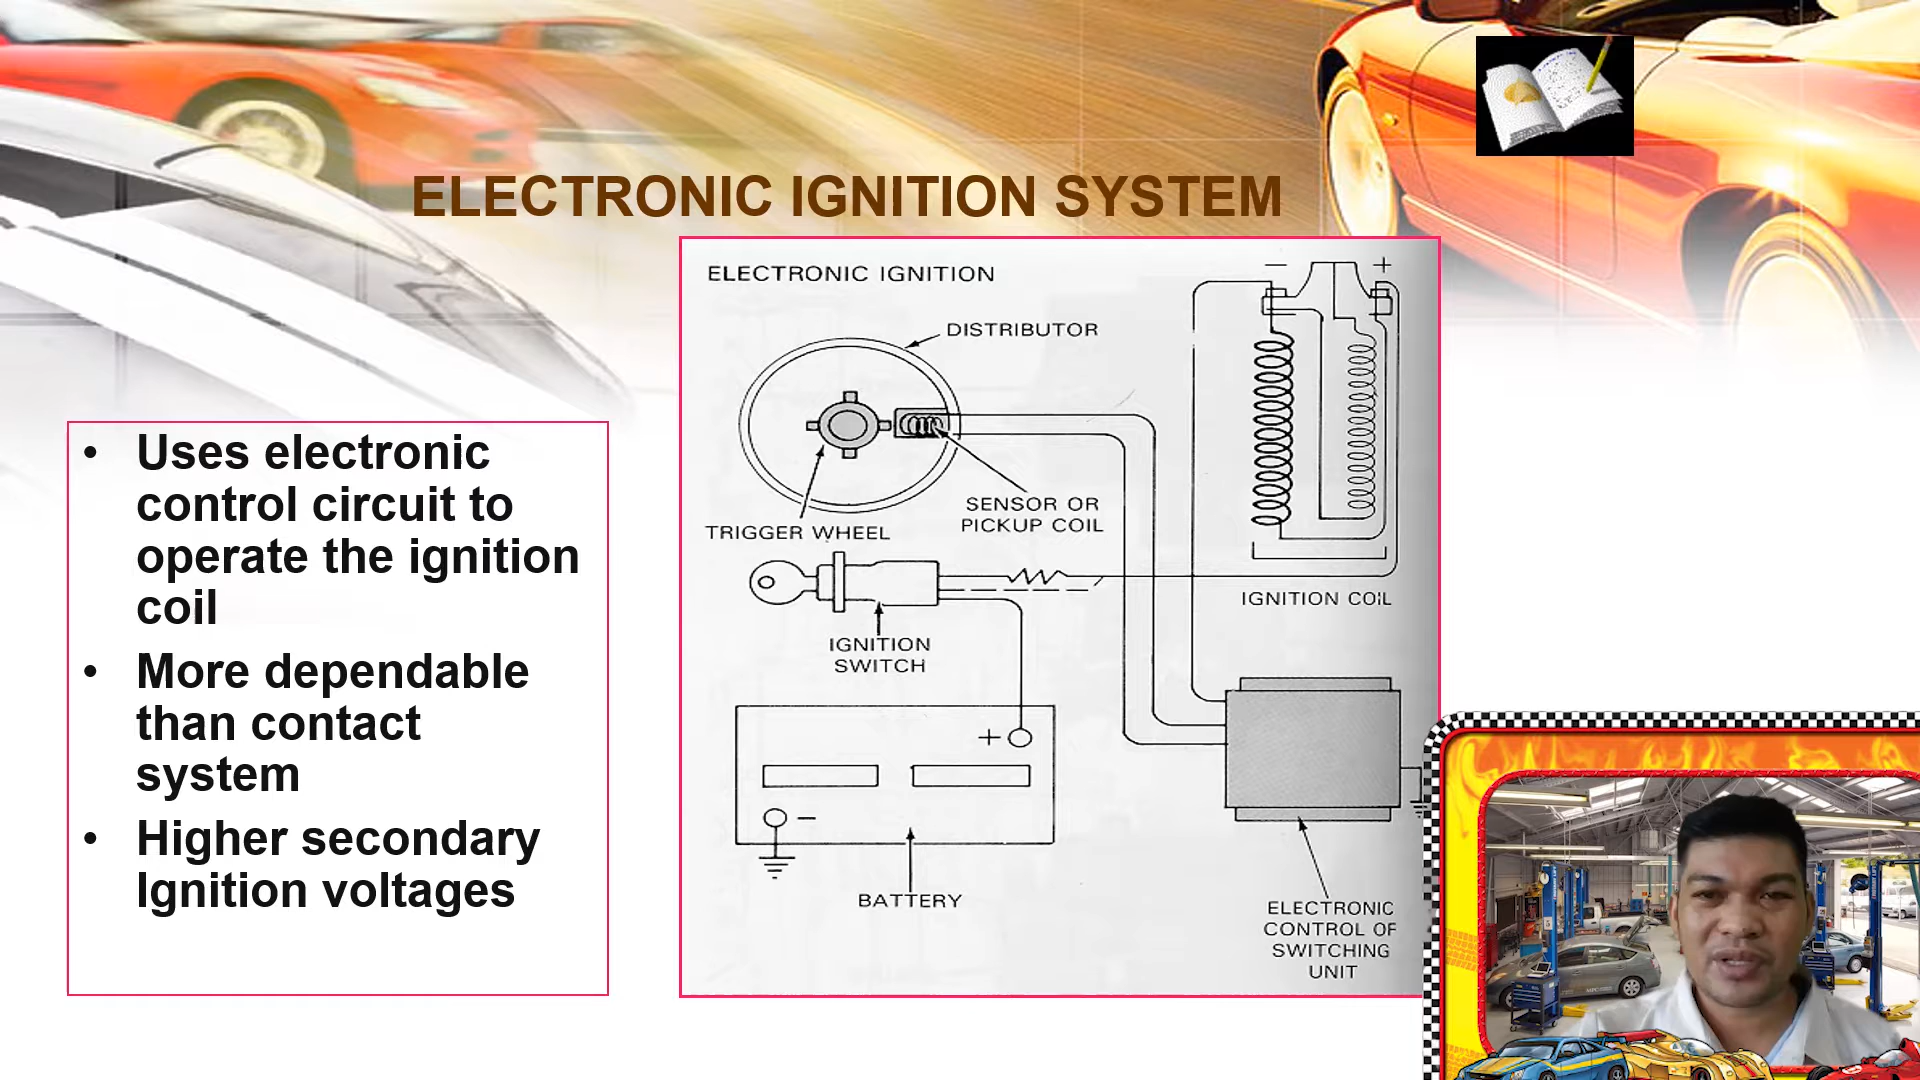 ELECTRONIC IGNITION SYSTEM
• Uses electronic
control circuit to
operate the ignition
coil
• More dependable
than contact
system
• Higher secondary
Ignition voltages
ELECTRONIC IGNITION
DISTRIBUTOR
SENSOR OR
PICKUP COIL
TRIGGER WHEEL
IGNITION
SWITCH
IGNITION COIL
BATTERY
ELECTRONIC
CONTROL OF
SWITCHING
UNIT
− +
+
−